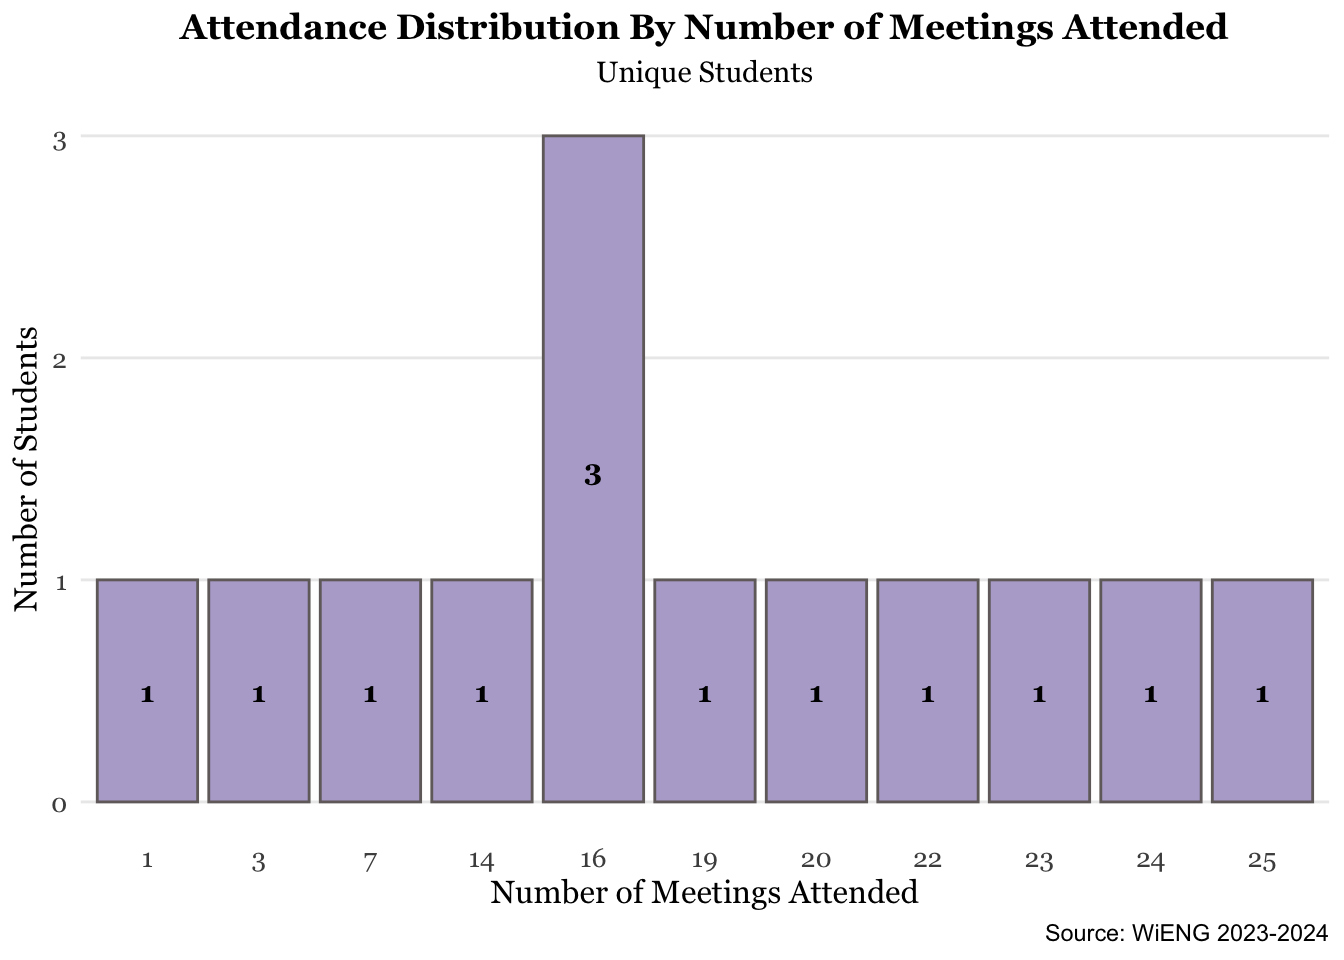 Attendance Distribution By Number of Meetings Attended
Unique Students
Number of Students
3
2
1
0
1
1
1
1
3
1
1
1
1
1
1
1 3 7 14 16 19 20 22 23 24 25
Number of Meetings Attended
Source: WiENG 2023-2024